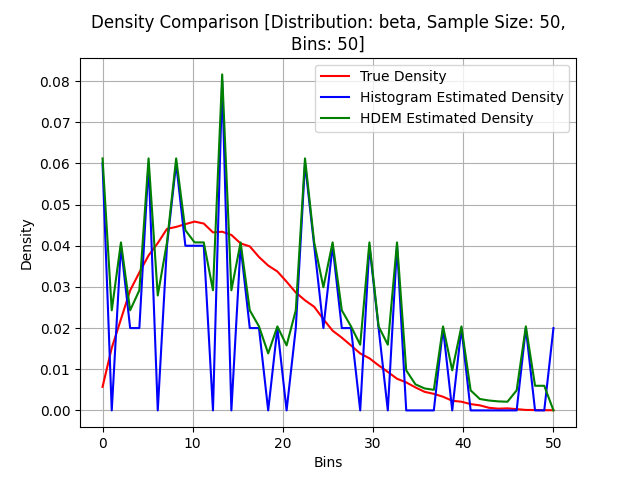 Density Comparison [Distribution: beta, Sample Size: 50,
Bins: 50]
True Density
Histogram Estimated Density
HDEM Estimated Density
Density
0.08
0.07
0.06
0.05
0.04
0.03
0.02
0.01
0.00
0
10
20
30
40
50
Bins